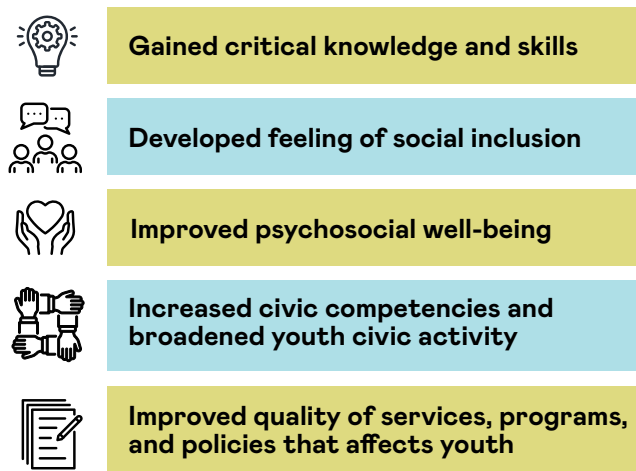 Gained critical knowledge and skills
Developed feeling of social inclusion
Improved psychosocial well-being
Increased civic competencies and
broadened youth civic activity
Improved quality of services, programs,
and policies that affects youth